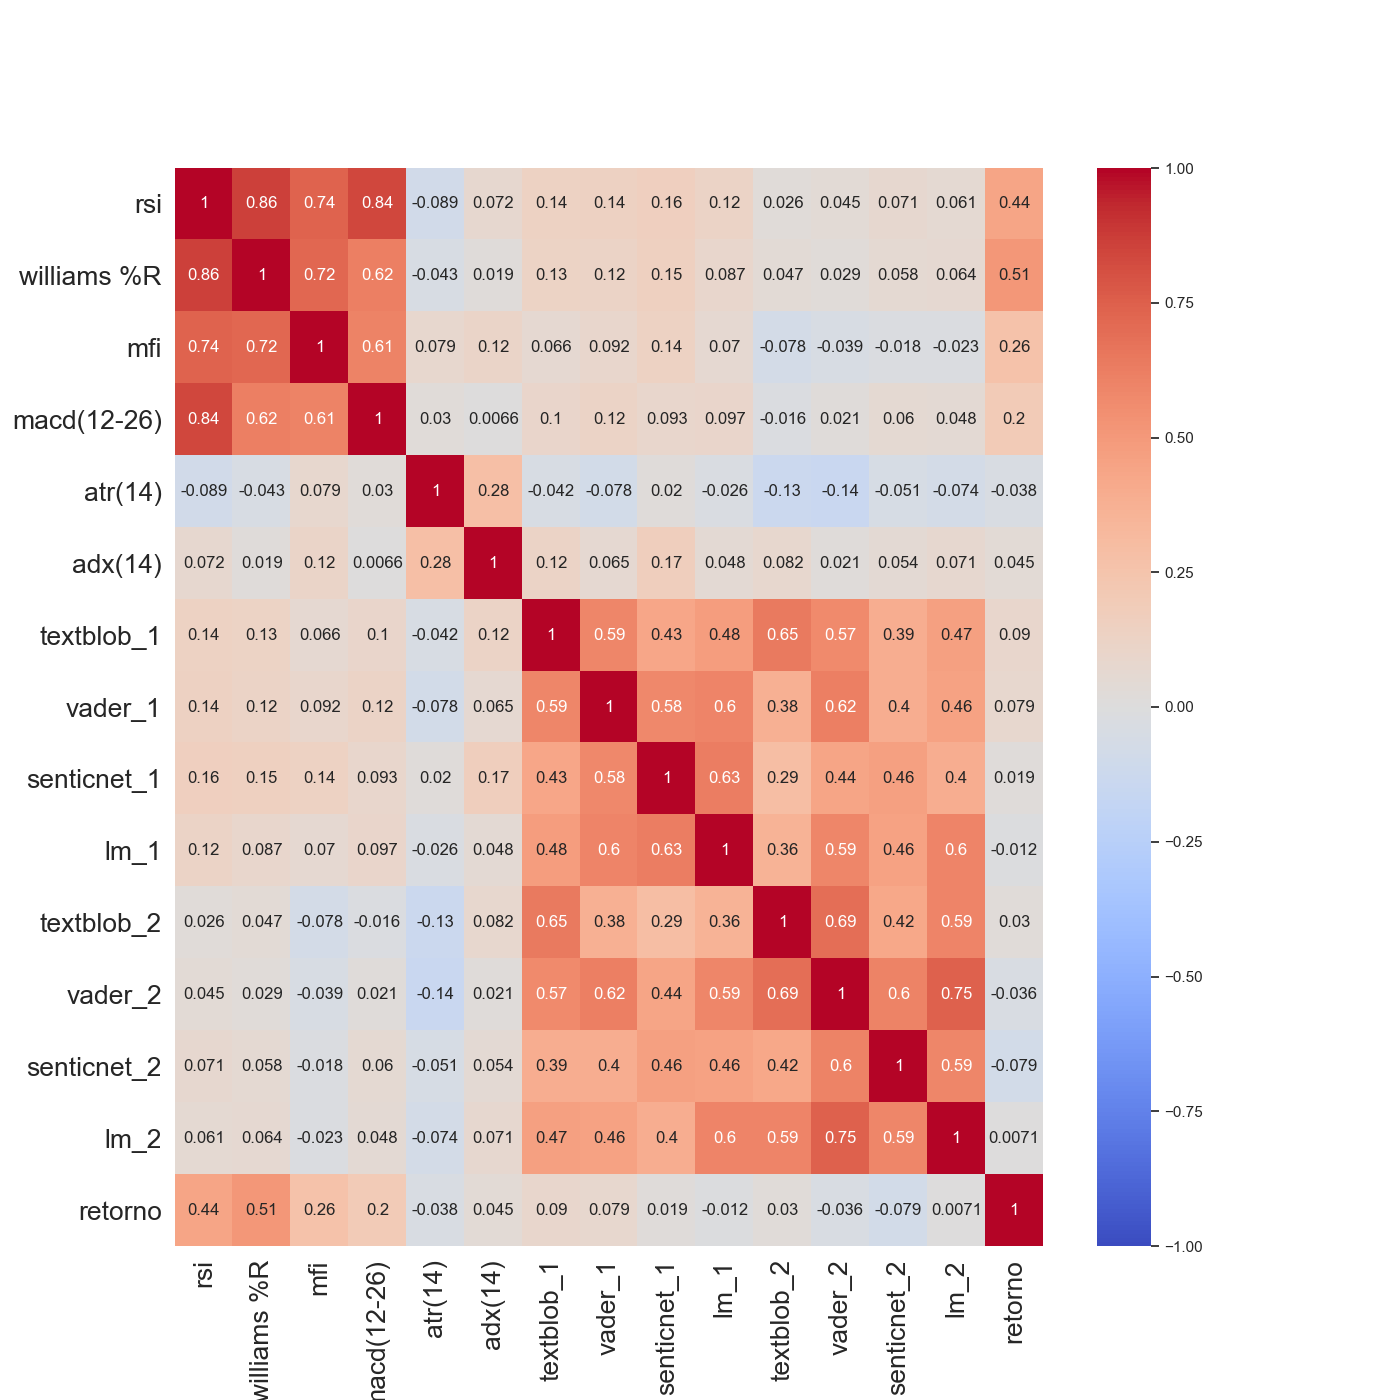 rsi 1 0.86 0.74 0.84 -0.089 0.072 0.14 0.14 0.16 0.12 0.026 0.045 0.071 0.061 0.44
williams %R 0.86 1 0.72 0.62 -0.043 0.019 0.13 0.12 0.15 0.087 0.047 0.029 0.058 0.064 0.51
mfi 0.74 0.72 1 0.61 0.079 0.12 0.066 0.092 0.14 0.07 -0.078 -0.039 -0.018 -0.023 0.26
macd(12-26) 0.84 0.62 0.61 1 0.03 0.0066 0.1 0.12 0.093 0.097 -0.016 0.021 0.06 0.048 0.2
atr(14) -0.089 -0.043 0.079 0.03 1 0.28 -0.042 -0.078 0.02 -0.026 -0.13 -0.14 -0.051 -0.074 -0.038
adx(14) 0.072 0.019 0.12 0.0066 0.28 1 0.12 0.065 0.17 0.048 0.082 0.021 0.054 0.071 0.045
textblob_1 0.14 0.13 0.066 0.1 -0.042 0.12 1 0.59 0.43 0.48 0.65 0.57 0.39 0.47 0.09
vader_1 0.14 0.12 0.092 0.12 -0.078 0.065 0.59 1 0.58 0.6 0.38 0.62 0.4 0.46 0.079
senticnet_1 0.16 0.15 0.14 0.093 0.02 0.17 0.43 0.58 1 0.63 0.29 0.44 0.46 0.4 0.019
lm_1 0.12 0.087 0.07 0.097 -0.026 0.048 0.48 0.6 0.63 1 0.36 0.59 0.46 0.6 -0.012
textblob_2 0.026 0.047 -0.078 -0.016 -0.13 0.082 0.65 0.38 0.29 0.36 1 0.69 0.42 0.59 0.03
vader_2 0.045 0.029 -0.039 0.021 -0.14 0.021 0.57 0.62 0.44 0.59 0.69 1 0.6 0.75 -0.036
senticnet_2 0.071 0.058 -0.018 0.06 -0.051 0.054 0.39 0.4 0.46 0.46 0.42 0.6 1 0.59 -0.079
lm_2 0.061 0.064 -0.023 0.048 -0.074 0.071 0.47 0.46 0.4 0.6 0.59 0.75 0.59 1 0.0071
retorno 0.44 0.51 0.26 0.2 -0.038 0.045 0.09 0.079 0.019 -0.012 0.03 -0.036 -0.079 0.0071 1
rsi
williams %R
mfi
macd(12-26)
atr(14)
adx(14)
textblob_1
vader_1
senticnet_1
lm_1
textblob_2
vader_2
senticnet_2
lm_2
retorno
1.00
0.75
0.50
0.25
0.00
−0.25
−0.50
−0.75
−1.00